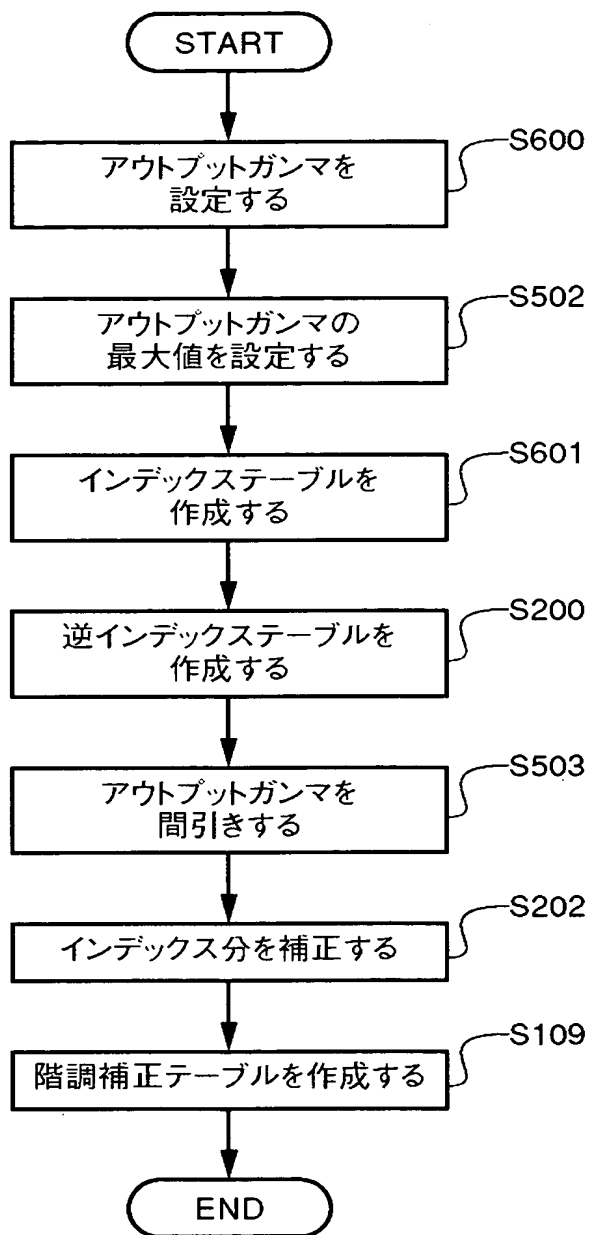 START
アウトプットガンマを
設定する
S600
アウトプットガンマの
最大値を設定する
S502
インデックステーブルを
作成する
S601
逆インデックステーブルを
作成する
S200
アウトプットガンマを
間引きする
S503
インデックス分を補正する
S202
階調補正テーブルを作成する
S109
END